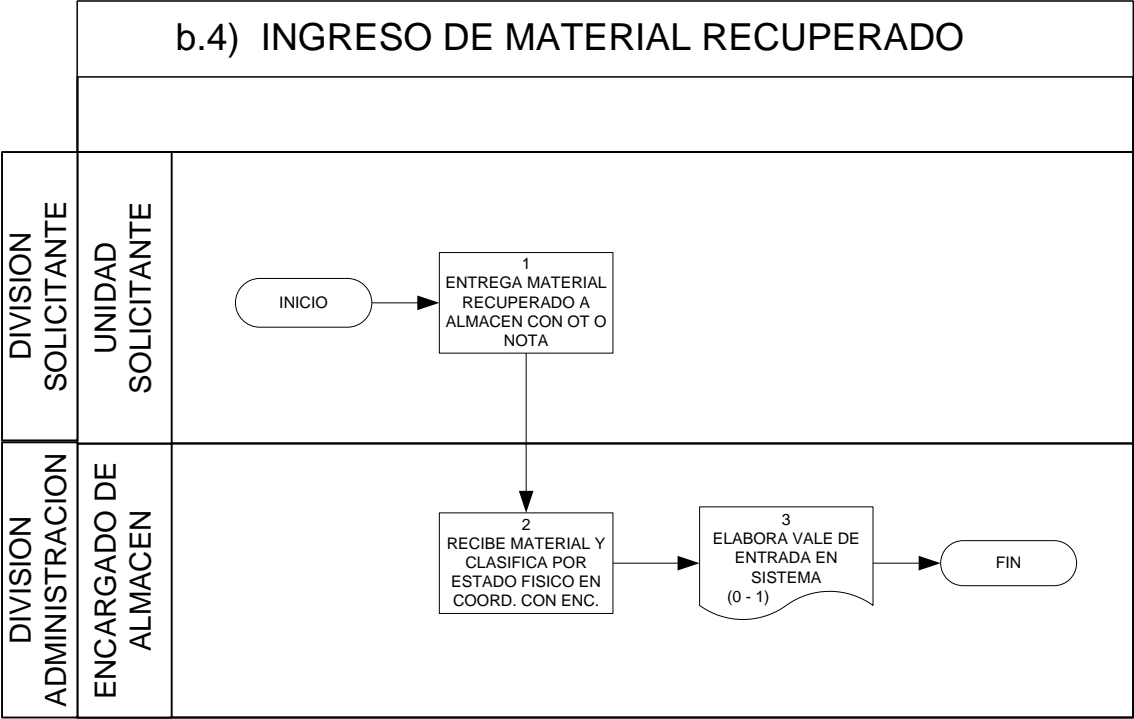 b.4) INGRESO DE MATERIAL RECUPERADO
DIVISION
SOLICITANTE
UNIDAD
SOLICITANTE
INICIO
1
ENTREGA MATERIAL
RECUPERADO A
ALMACEN CON OT O
NOTA
DIVISION
ADMINISTRACION
ENCARGADO DE
ALMACEN
2
RECIBE MATERIAL Y
CLASIFICA POR
ESTADO FISICO EN
COORD. CON ENC.
3
ELABORA VALE DE
ENTRADA EN
SISTEMA
(0 - 1)
FIN